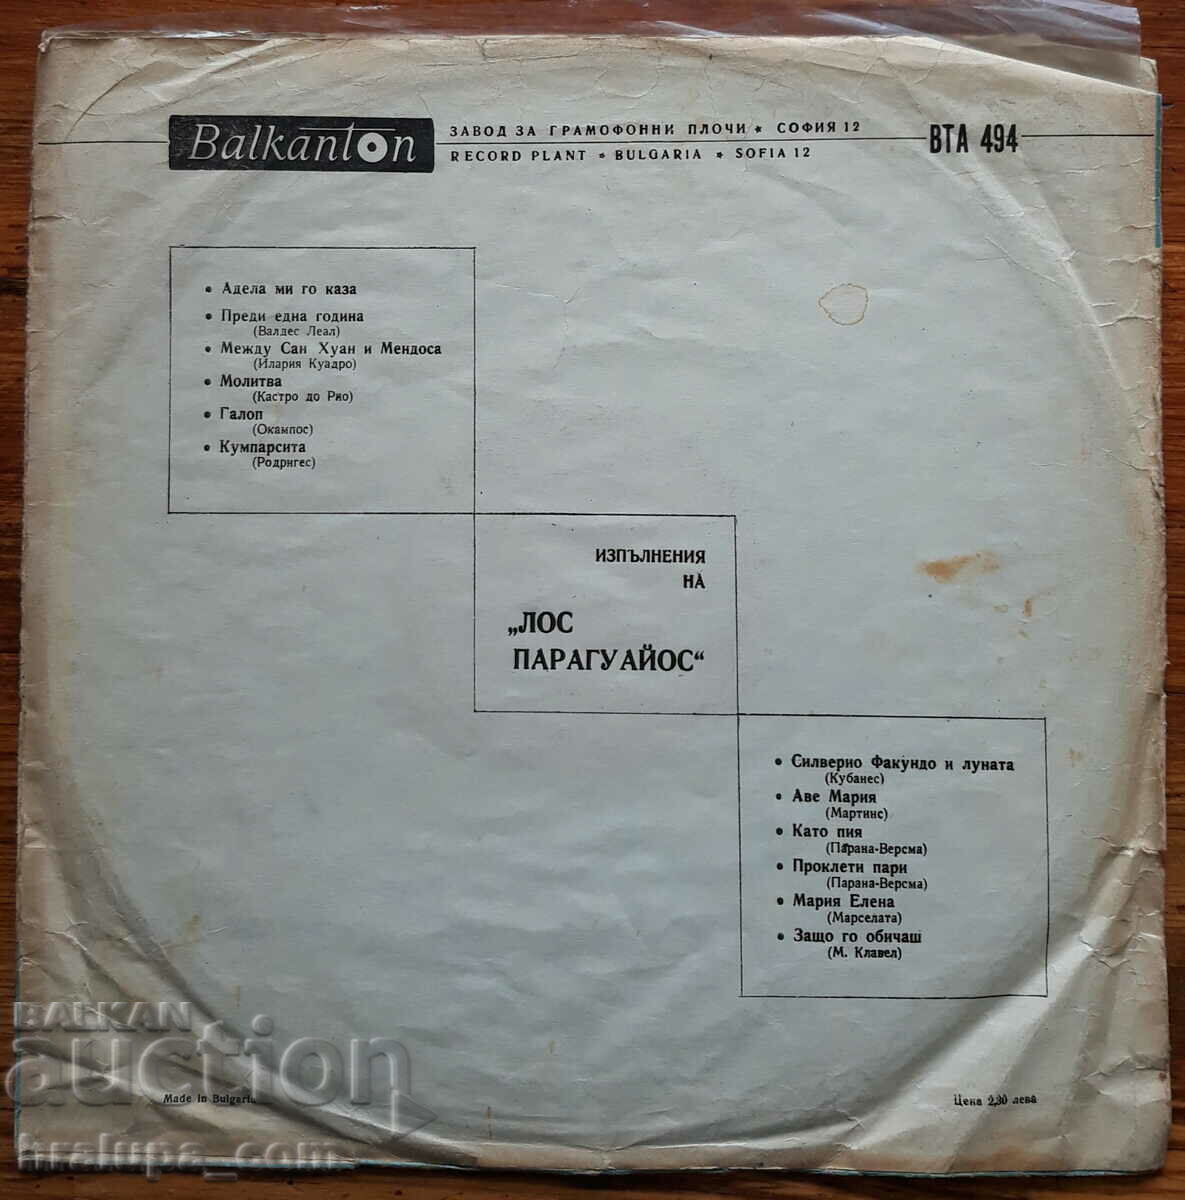 Balkanton
ЗАВОД ЗА ГРАМОФОННИ ПЛОЧИ * СОФИЯ 12
RECORD PLANT * BULGARIA * SOFIA 12
ВТА 494
• Адела ми го каза
• Преди една година
(Валдес Леал)
• Между Сан Хуан и Мендоса
(Илария Куадро)
• Молитва
(Кастро до Рио)
• Галоп
(Окампос)
• Кумпарсита
(Родригес)
ИЗПЪЛНЕНИЯ
НА
„ЛОС
ПАРАГУАЙОС“
• Силверио Факундо и луната
(Кубанес)
• Аве Мария
(Мартинс)
• Като пия
(Парана-Версма)
• Проклети пари
(Парана-Версма)
• Мария Елена
(Марселата)
• Защо го обичаш
(М. Клавел)
Made in Bulgaria
Цена 2,30 лева
BALKAN
auction
hralupa_com